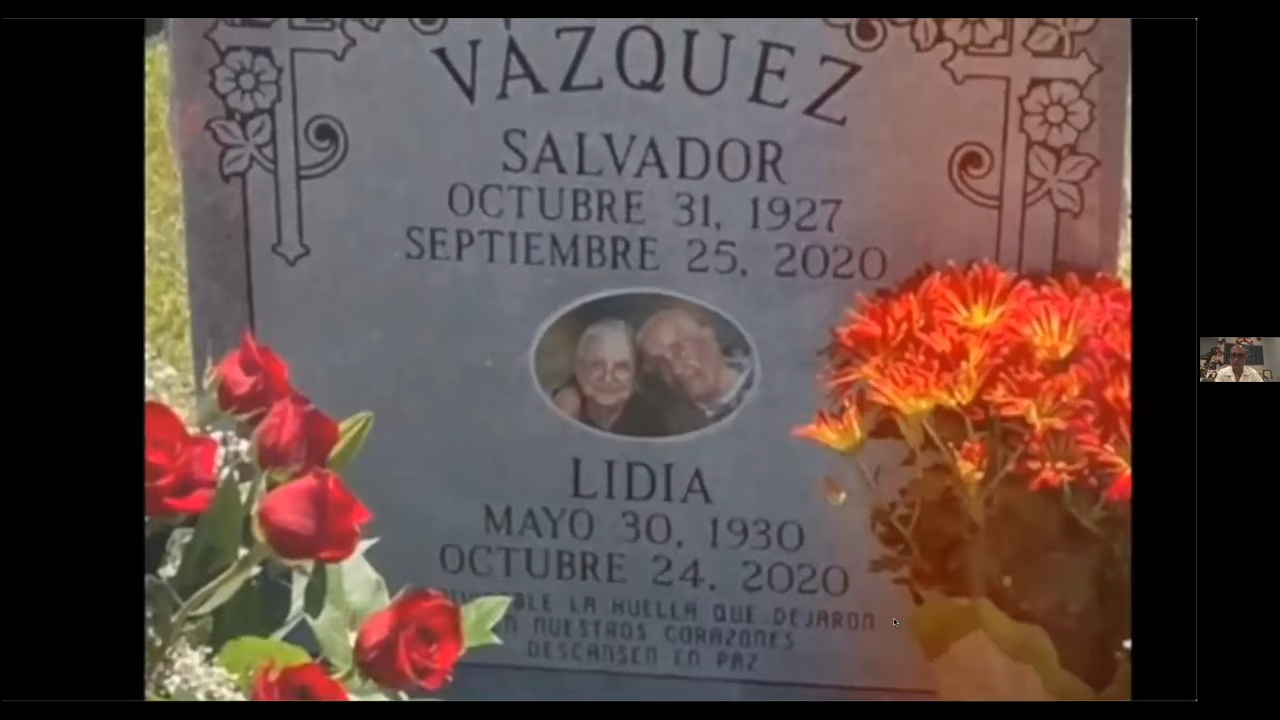 VÁZQUEZ
SALVADOR
OCTUBRE 31, 1927
SEPTIEMBRE 25, 2020
LIDIA
MAYO 30, 1930
OCTUBRE 24, 2020
LA HUELLA QUE DEJARON
NUESTROS CORAZONES
DESCANSEN EN PAZ